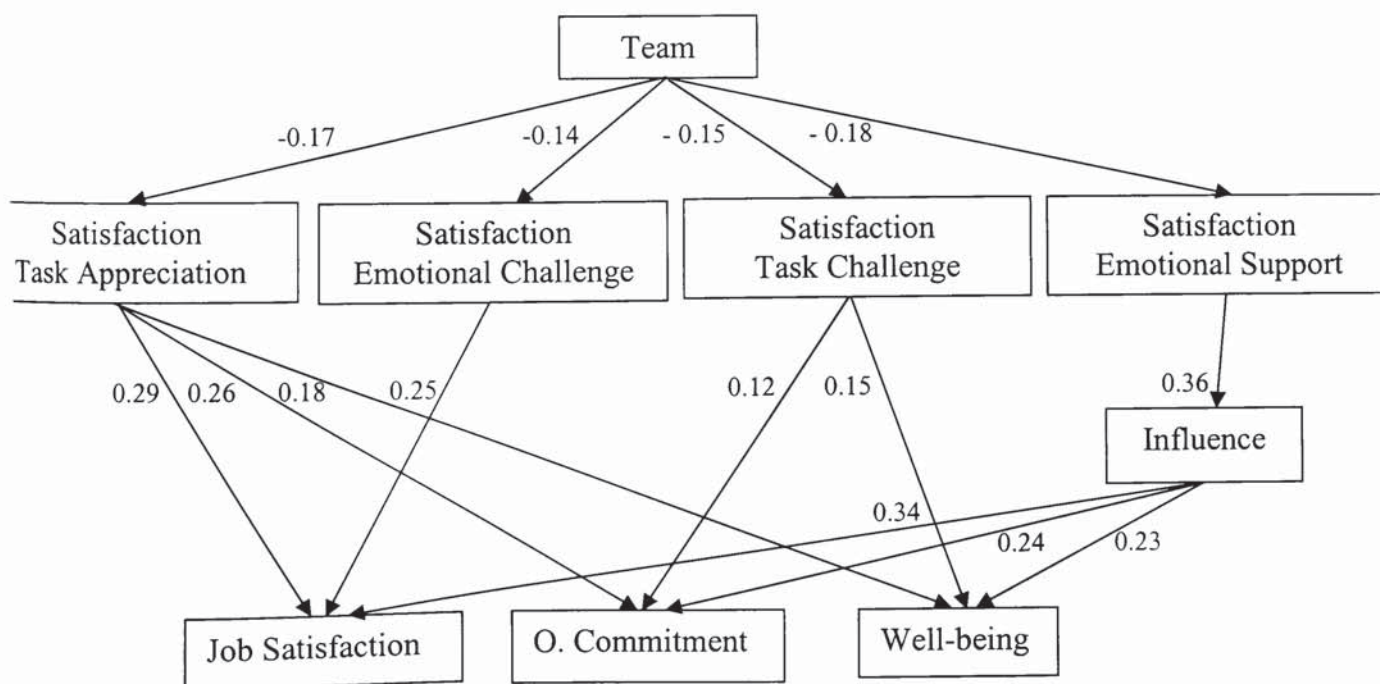 Team
-0.17
-0.14
- 0.15
- 0.18
Satisfaction
Task Appreciation
Satisfaction
Emotional Challenge
Satisfaction
Task Challenge
Satisfaction
Emotional Support
0.29
0.26
0.18
0.25
0.12
0.15
0.36
Influence
0.34
0.24
0.23
Job Satisfaction
O. Commitment
Well-being